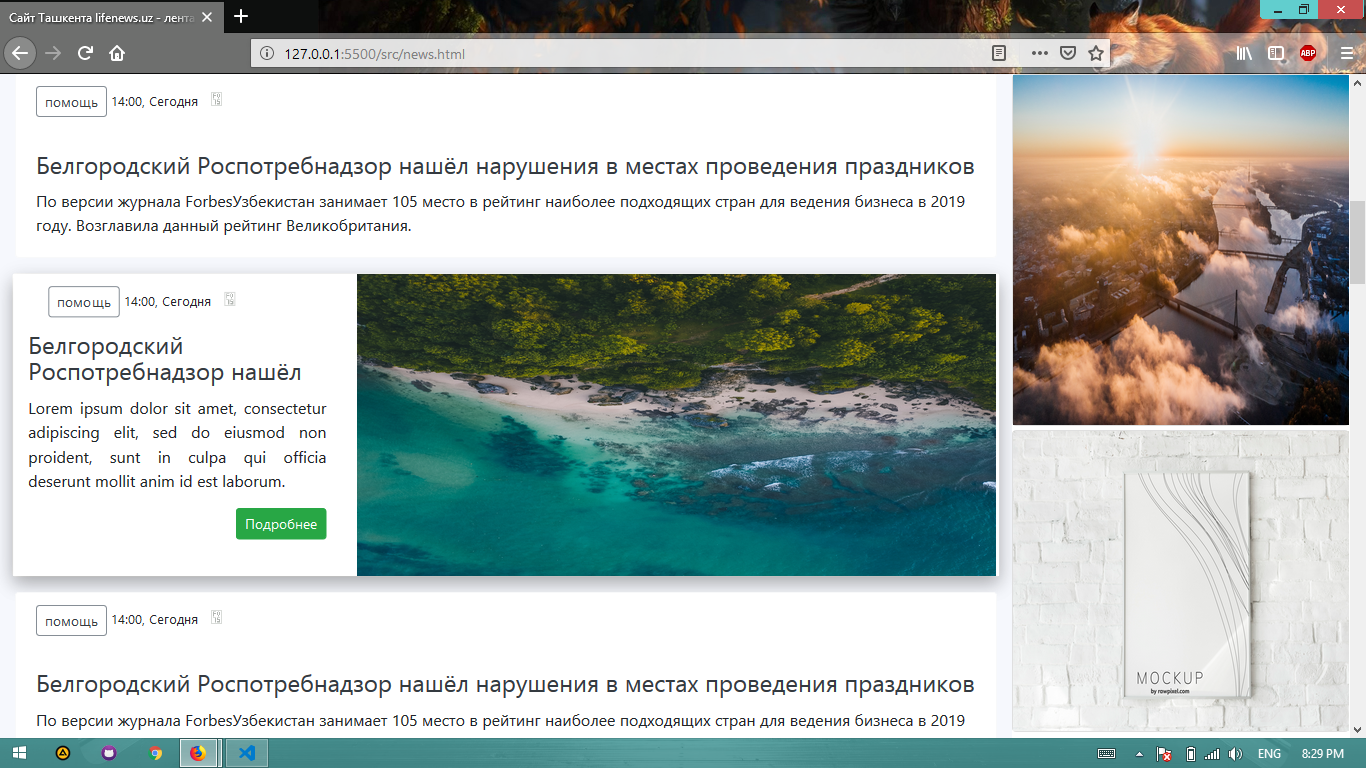 Сайт Ташкента lifenews.uz - лента
127.0.0.1:5500/src/news.html
ABP
помощь 14:00, Сегодня
Белгородский Роспотребнадзор нашёл нарушения в местах проведения праздников
По версии журнала ForbesУзбекистан занимает 105 место в рейтинг наиболее подходящих стран для ведения бизнеса в 2019
году. Возглавила данный рейтинг Великобритания.
помощь 14:00, Сегодня
Белгородский
Роспотребнадзор нашёл
Lorem ipsum dolor sit amet, consectetur
adipiscing elit, sed do eiusmod non
proident, sunt in culpa qui officia
deserunt mollit anim id est laborum.
Подробнее
MOCKUP
by rawpixel.com
помощь 14:00, Сегодня
Белгородский Роспотребнадзор нашёл нарушения в местах проведения праздников
По версии журнала ForbesУзбекистан занимает 105 место в рейтинг наиболее подходящих стран для ведения бизнеса в 2019
ENG 8:29 PM